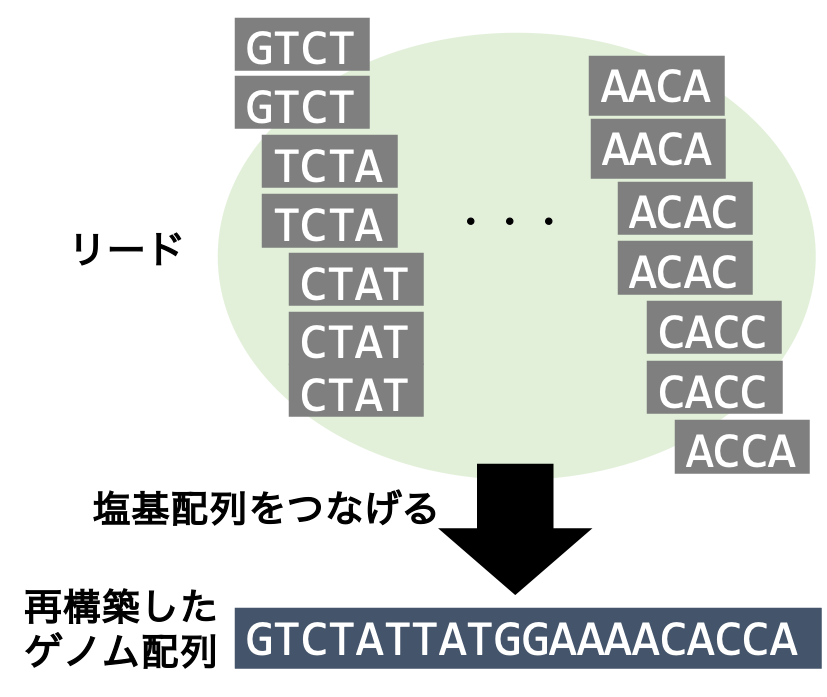 GTCT
GTCT
TCTA
TCTA
CTAT
CTAT
CTAT
・・・
AACA
AACA
ACAC
ACAC
CACC
CACC
ACCA
リード
塩基配列をつなげる
再構築した
ゲノム配列
GTCTATTATGGAAAACACCA